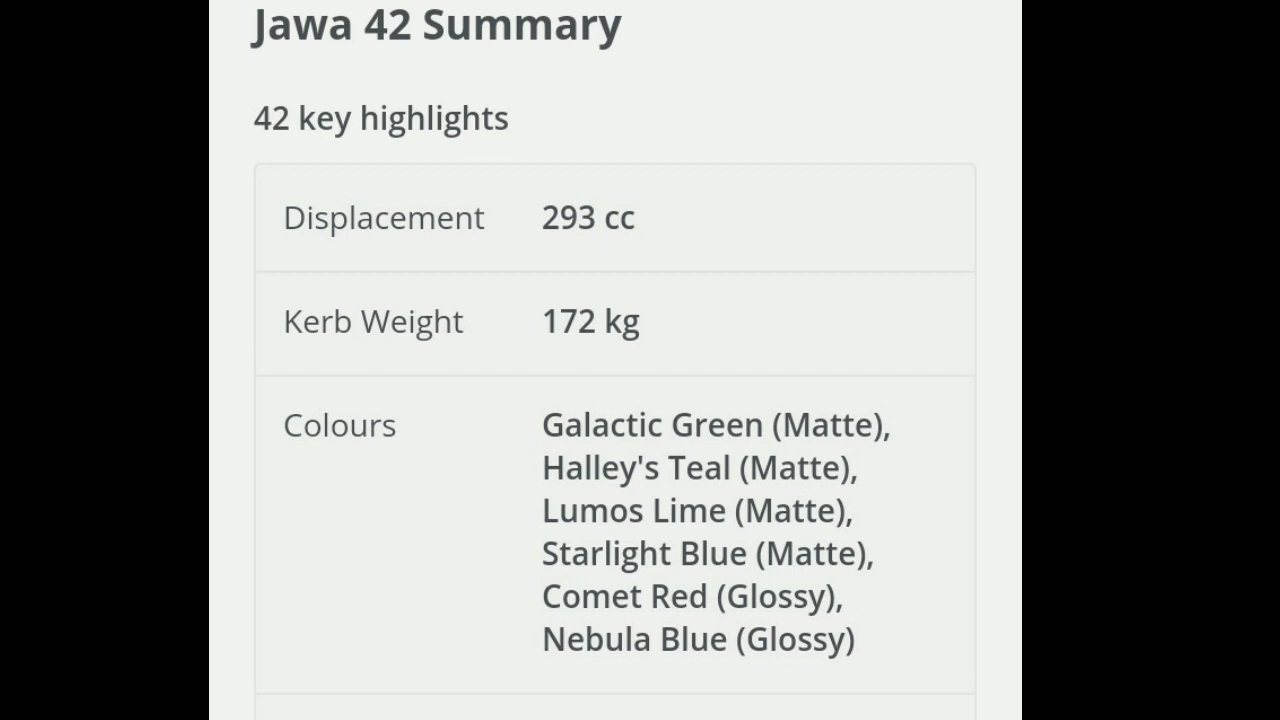 Jawa 42 Summary
42 key highlights
Displacement 293 cc
Kerb Weight 172 kg
Colours Galactic Green (Matte),
Halley's Teal (Matte),
Lumos Lime (Matte),
Starlight Blue (Matte),
Comet Red (Glossy),
Nebula Blue (Glossy)